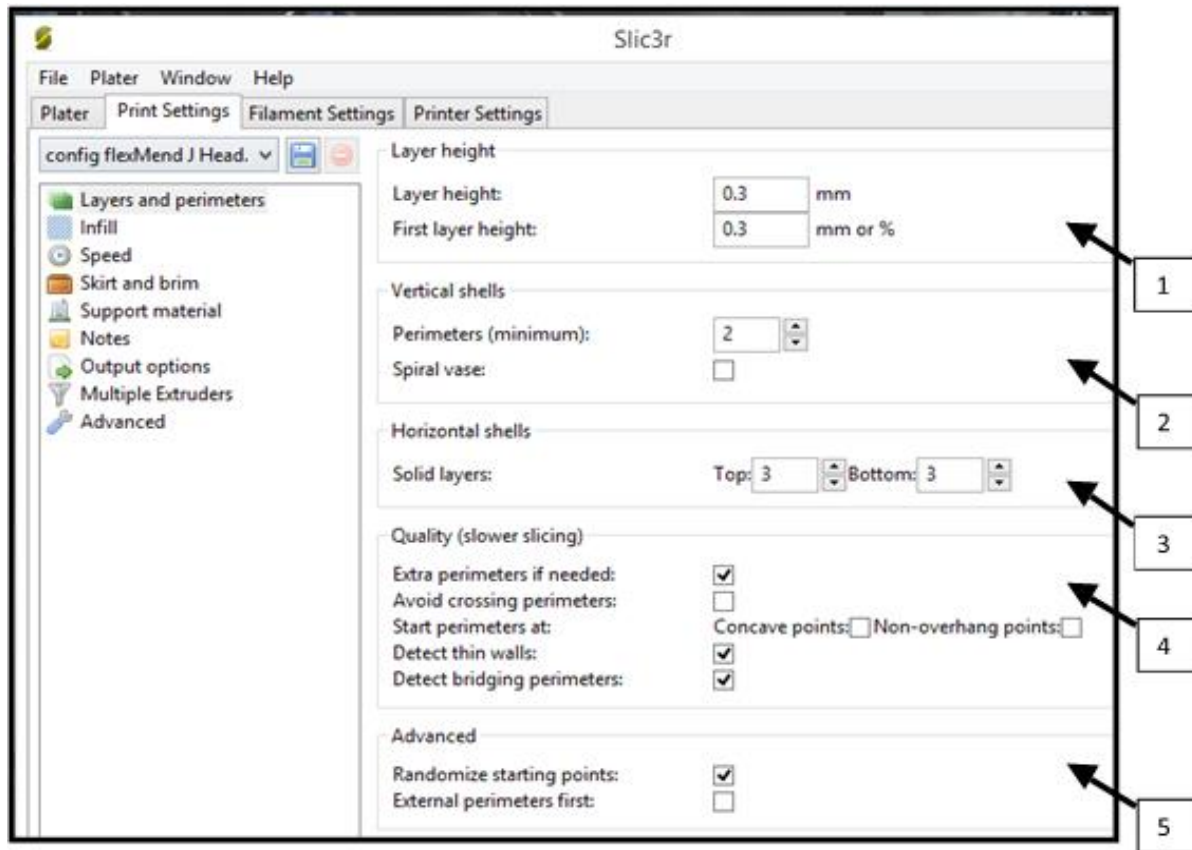 Slic3r
File Plater Window Help
Plater Print Settings Filament Settings Printer Settings
config flexMend J Head.
Layers and perimeters
Infill
Speed
Skirt and brim
Support material
Notes
Output options
Multiple Extruders
Advanced
Layer height
Layer height: 0.3 mm
First layer height: 0.3 mm or %
1
Vertical shells
Perimeters (minimum): 2
Spiral vase:
2
Horizontal shells
Solid layers: Top: 3 Bottom: 3
3
Quality (slower slicing)
Extra perimeters if needed:
Avoid crossing perimeters:
Start perimeters at: Concave points: Non-overhang points:
Detect thin walls:
Detect bridging perimeters:
4
Advanced
Randomize starting points:
External perimeters first:
5